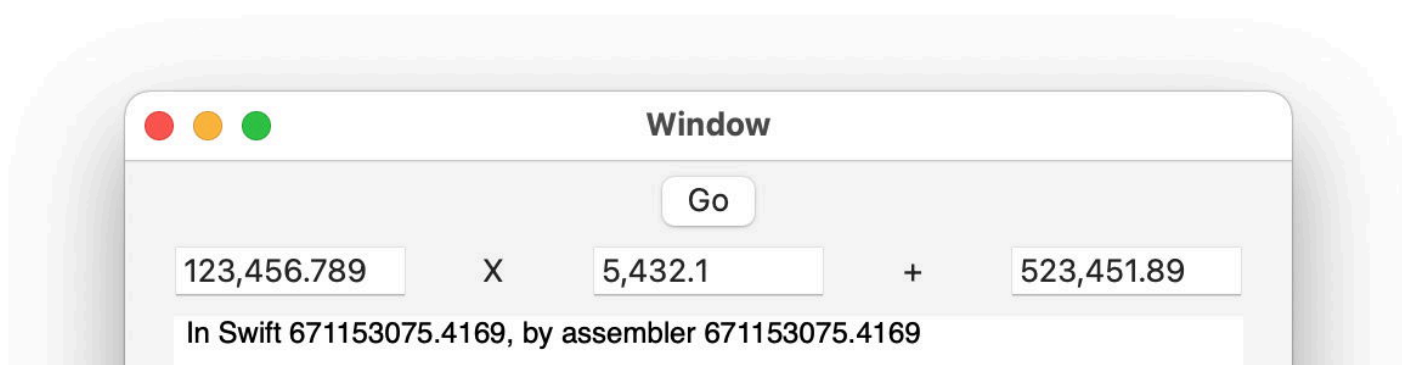 Window
Go
123,456.789 X 5,432.1 + 523,451.89
In Swift 671153075.4169, by assembler 671153075.4169